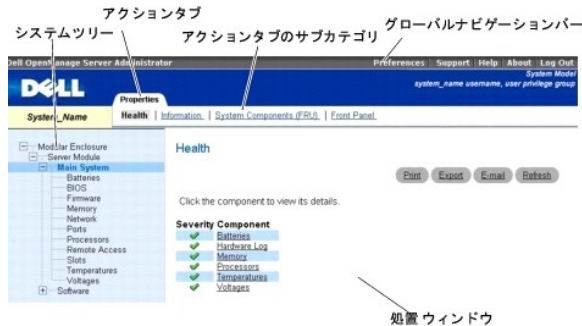 アクションタブ
システムツリー
アクションタブのサブカテゴリ
グローバルナビゲーションバー
Dell OpenManage Server Administrator
Preferences Support Help About Log Out
System Model
system_name username, user privilege group
DELL
Properties
System_Name
Health | Information | System Components (FRU) | Front Panel
Modular Enclosure
Server Module
Main System
Batteries
BIOS
Firmware
Memory
Network
Ports
Processors
Remote Access
Slots
Temperatures
Voltages
Software
Health
Print Export E-mail Refresh
Click the component to view its details.
Severity Component
Batteries
Hardware Log
Memory
Processors
Temperatures
Voltages
処置 ウィンドウ